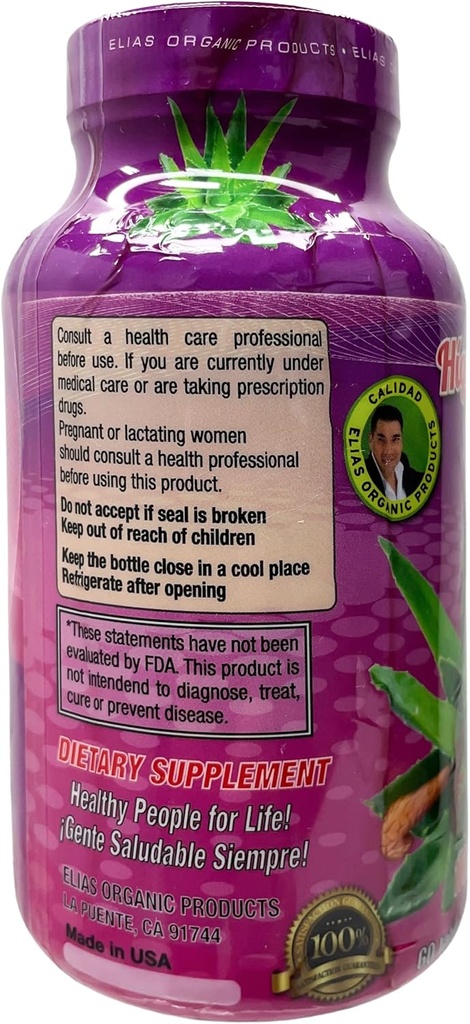 ELIAS ORGANIC PRODUCTS • ELIAS
Consult a health care professional
before use. If you are currently under
medical care or are taking prescription
drugs.
Pregnant or lactating women
should consult a health professional
before using this product.
Do not accept if seal is broken
Keep out of reach of children
Keep the bottle close in a cool place
Refrigerate after opening
CALIDAD
ELIAS ORGANIC PRODUCTS
*These statements have not been
evaluated by FDA. This product is
not intended to diagnose, treat,
cure or prevent disease.
DIETARY SUPPLEMENT
Healthy People for Life!
¡Gente Saludable Siempre!
ELIAS ORGANIC PRODUCTS
LA PUENTE, CA 91744
Made in USA
100%
SATISFACTION GUARANTEE
60